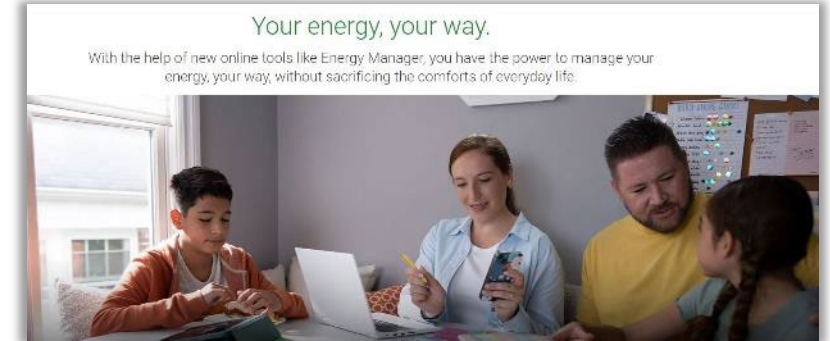 Your energy, your way.
With the help of new online tools like Energy Manager, you have the power to manage your
energy, your way, without sacrificing the comforts of everyday life.